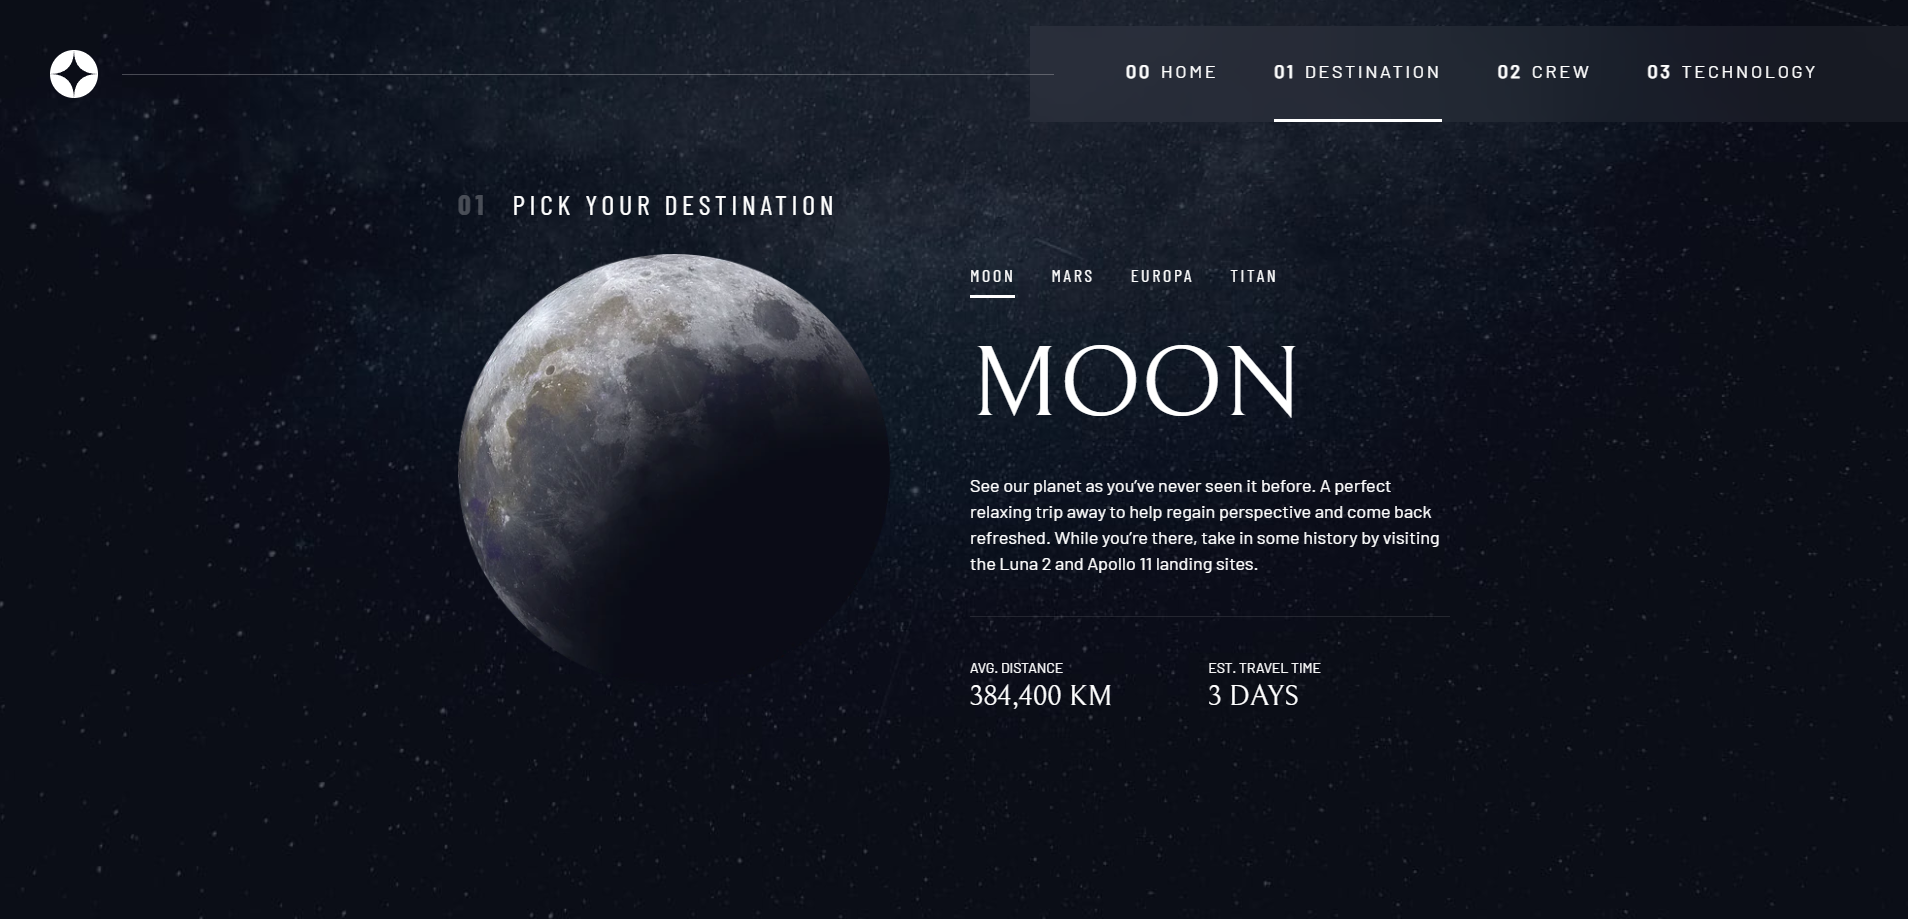 00 HOME 01 DESTINATION 02 CREW 03 TECHNOLOGY
01 PICK YOUR DESTINATION
MOON MARS EUROPA TITAN
MOON
See our planet as you’ve never seen it before. A perfect
relaxing trip away to help regain perspective and come back
refreshed. While you’re there, take in some history by visiting
the Luna 2 and Apollo 11 landing sites.
AVG. DISTANCE EST. TRAVEL TIME
384,400 KM 3 DAYS